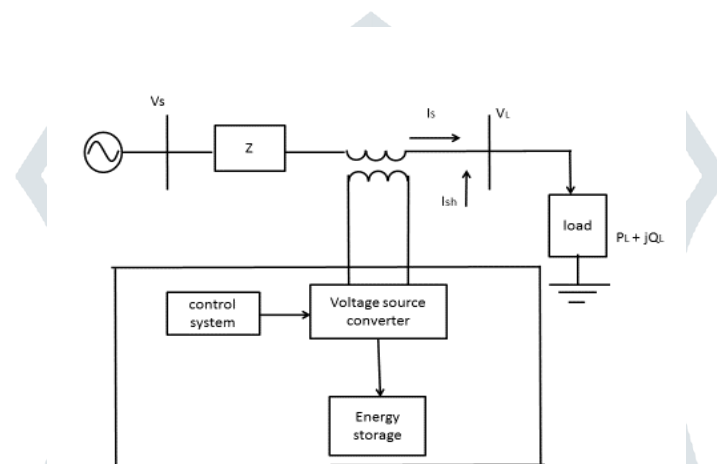 Vs
Z
Is
VL
Ish
load
PL + jQL
control
system
Voltage source
converter
Energy
storage